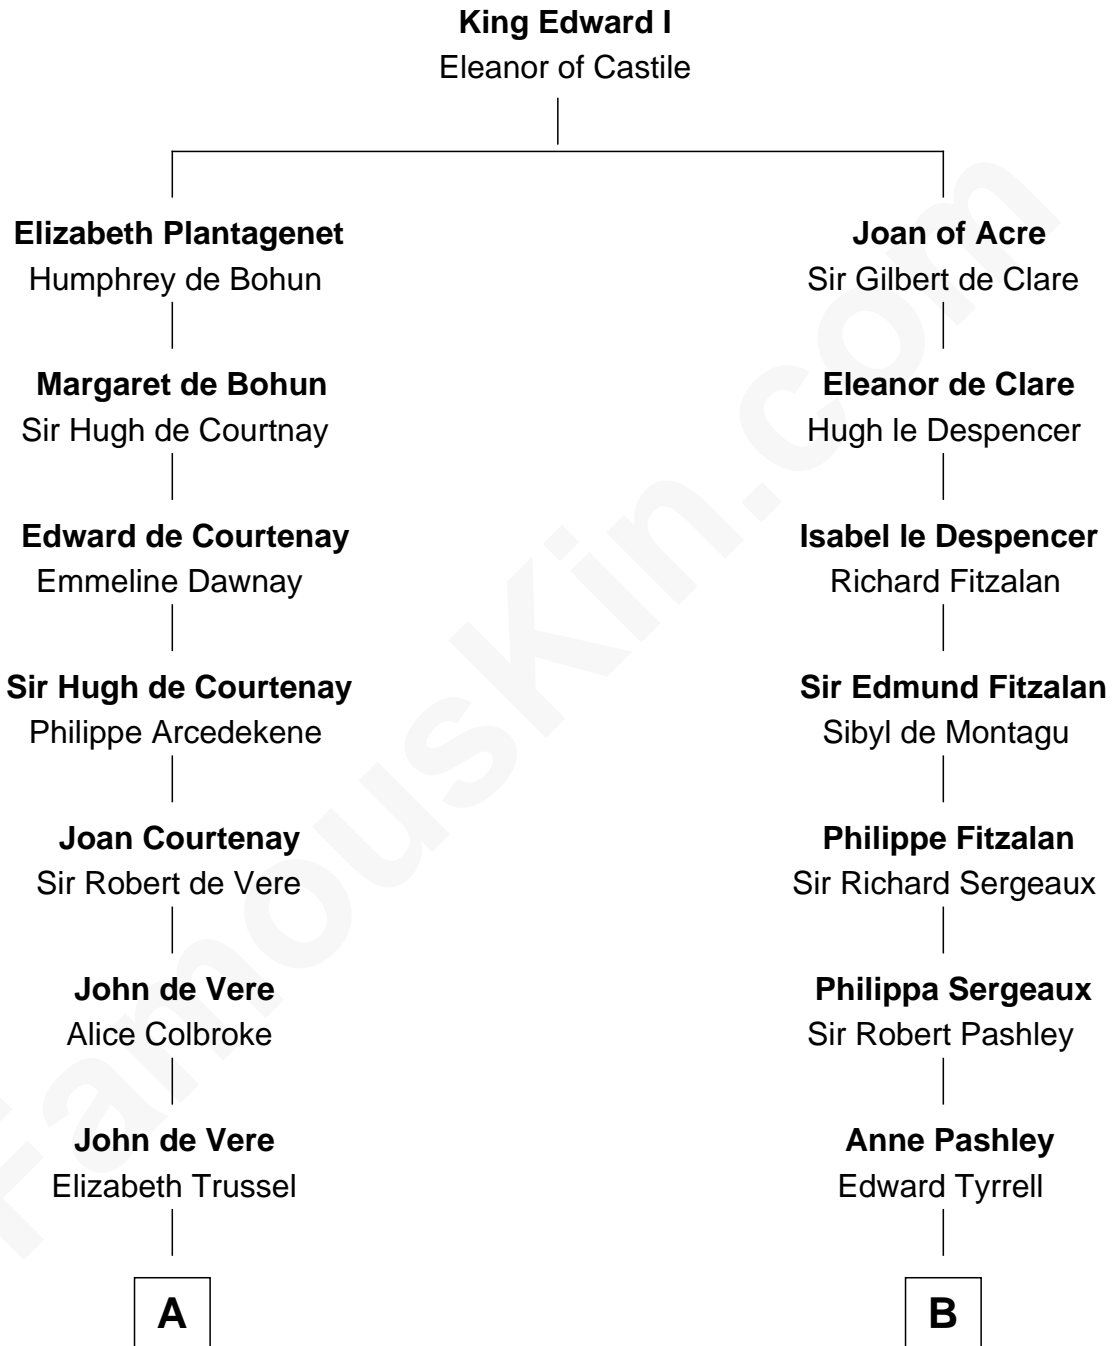 King Edward I
Eleanor of Castile
Elizabeth Plantagenet
Humphrey de Bohun
Joan of Acre
Sir Gilbert de Clare
Margaret de Bohun
Sir Hugh de Courtnay
Eleanor de Clare
Hugh le Despencer
Edward de Courtenay
Emmeline Dawnay
Isabel le Despencer
Richard Fitzalan
Sir Hugh de Courtenay
Philippe Arcedekene
Sir Edmund Fitzalan
Sibyl de Montagu
Joan Courtenay
Sir Robert de Vere
Philippe Fitzalan
Sir Richard Sergeaux
John de Vere
Alice Colbroke
Philippa Sergeaux
Sir Robert Pashley
John de Vere
Elizabeth Trussel
Anne Pashley
Edward Tyrrell
A
B
FamousKin.com